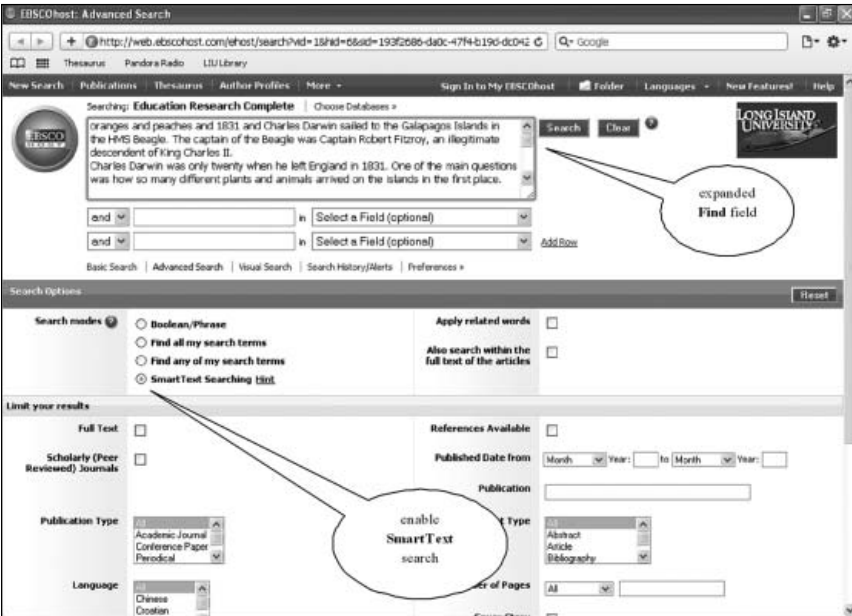 EBSCOhost: Advanced Search
http://web.ebscohost.com/ehost/search?vid=1&hid=6&sid=193f2686-da0c-47f4-b19d-dc042
Google
Thesaurus Pandora Radio LIU Library
New Search Publications Thesaurus Author Profiles More Sign In to My EBSCOhost Folder Languages New Features! Help
Searching: Education Research Complete Choose Databases »
EBSCO
HOST
oranges and peaches and 1831 and Charles Darwin sailed to the Galapagos Islands in
the HMS Beagle. The captain of the Beagle was Captain Robert Fitzroy, an illegitimate
descendent of King Charles II.
Charles Darwin was only twenty when he left England in 1831. One of the main questions
was how so many different plants and animals arrived on the islands in the first place.
Search Clear
LONG ISLAND
UNIVERSITY
expanded
Find field
and in Select a Field (optional)
and in Select a Field (optional) Add Row
Basic Search Advanced Search Visual Search Search History/Alerts Preferences »
Search Options
Reset
Search modes
Boolean/Phrase
Find all my search terms
Find any of my search terms
SmartText Searching Hint
Apply related words
Also search within the
full text of the articles
Limit your results
Full Text
References Available
Scholarly (Peer
Reviewed) Journals
Published Date from Month Year: to Month Year:
Publication
Publication Type
All
Academic Journal
Conference Paper
Periodical
enable
SmartText
search
Type
All
Abstract
Article
Bibliography
Language
All
Chinese
Croatian
of Pages All